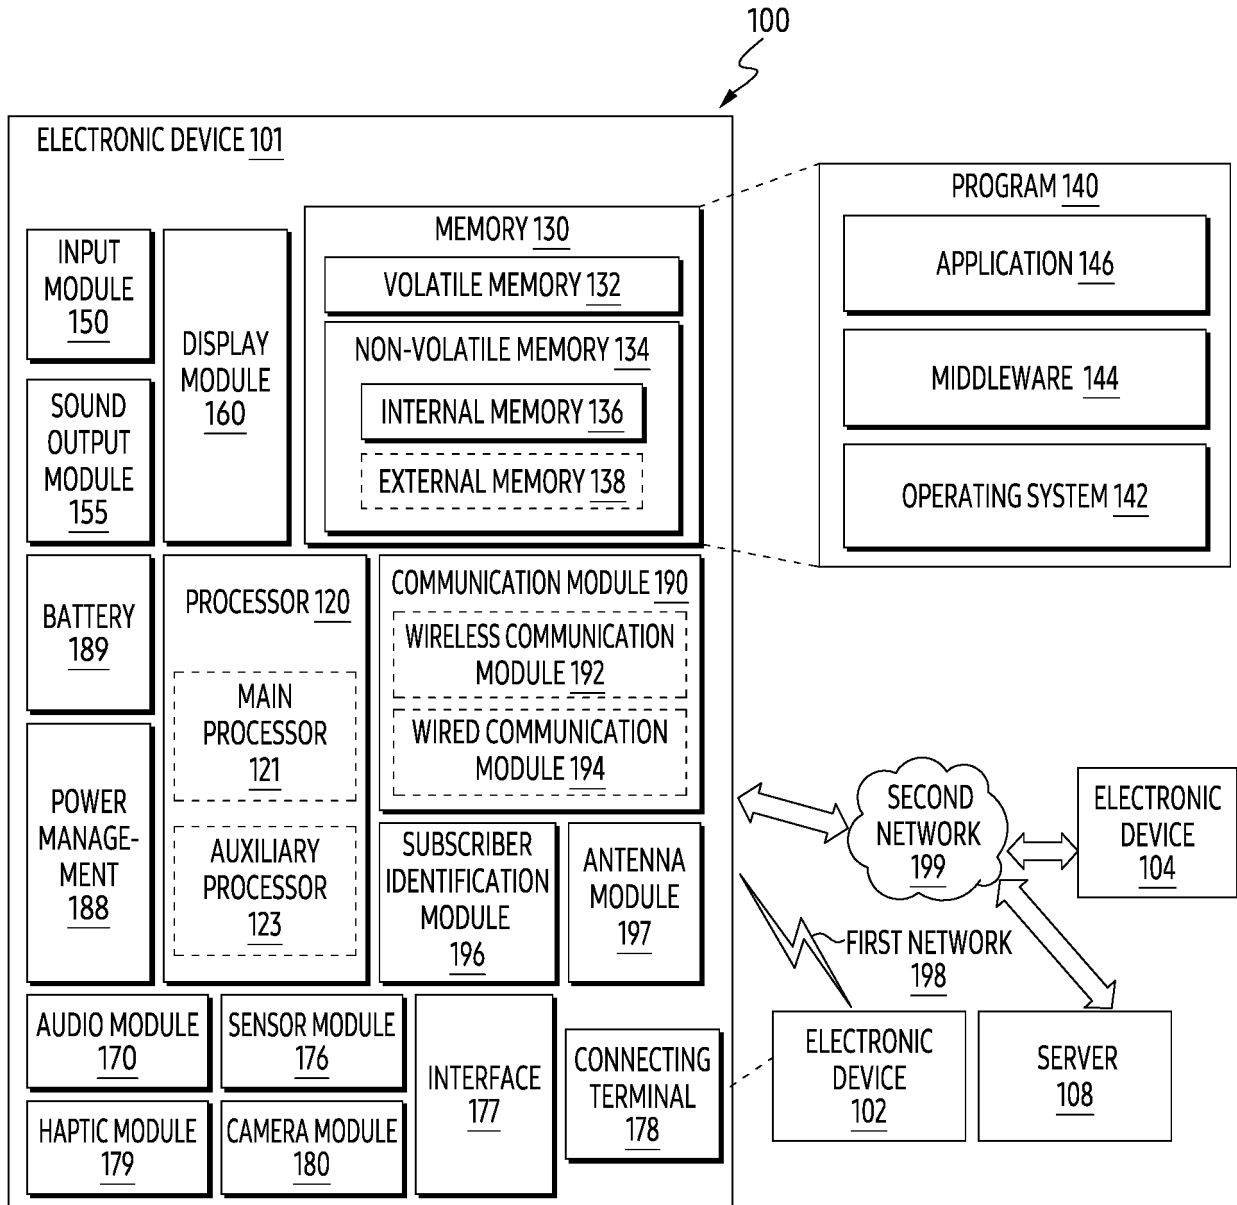 100
ELECTRONIC DEVICE 101
INPUT
MODULE
150
SOUND
OUTPUT
MODULE
155
DISPLAY
MODULE
160
MEMORY 130
VOLATILE MEMORY 132
NON-VOLATILE MEMORY 134
INTERNAL MEMORY 136
EXTERNAL MEMORY 138
PROGRAM 140
APPLICATION 146
MIDDLEWARE 144
OPERATING SYSTEM 142
BATTERY
189
POWER
MANAGE-
MENT
188
PROCESSOR 120
MAIN
PROCESSOR
121
AUXILIARY
PROCESSOR
123
COMMUNICATION MODULE 190
WIRELESS COMMUNICATION
MODULE 192
WIRED COMMUNICATION
MODULE 194
SUBSCRIBER
IDENTIFICATION
MODULE
196
ANTENNA
MODULE
197
SECOND
NETWORK
199
ELECTRONIC
DEVICE
104
FIRST NETWORK
198
AUDIO MODULE
170
SENSOR MODULE
176
HAPTIC MODULE
179
CAMERA MODULE
180
INTERFACE
177
CONNECTING
TERMINAL
178
ELECTRONIC
DEVICE
102
SERVER
108